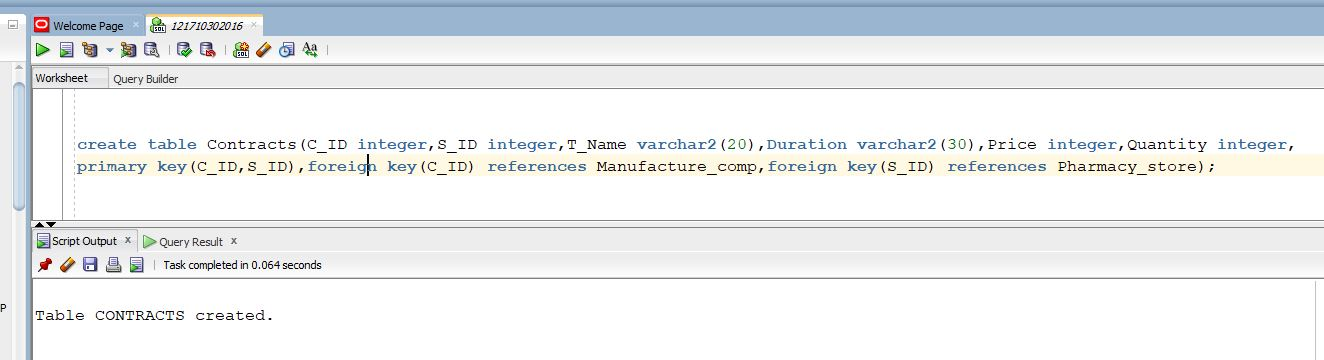 Welcome Page x 121710302016 x
Worksheet Query Builder
create table Contracts(C_ID integer,S_ID integer,T_Name varchar2(20),Duration varchar2(30),Price integer,Quantity integer,
primary key(C_ID,S_ID),foreign key(C_ID) references Manufacture_comp,foreign key(S_ID) references Pharmacy_store);
Script Output x Query Result x
Task completed in 0.064 seconds
P
Table CONTRACTS created.